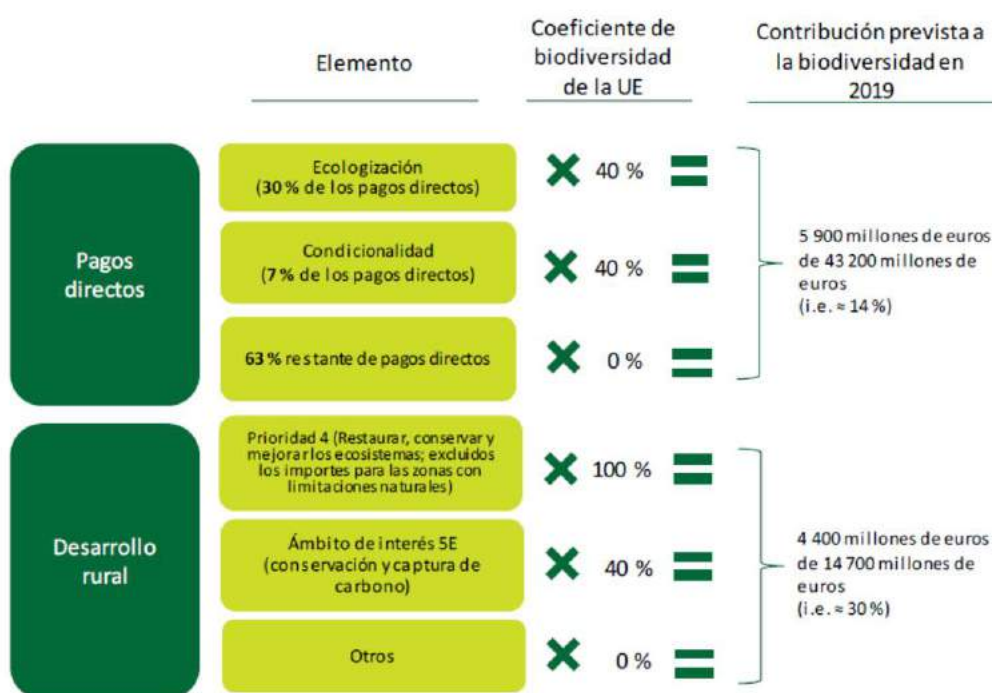 Elemento
Coeficiente de
biodiversidad
de la UE
Contribución prevista a
la biodiversidad en
2019
Pagos
directos
Ecologización
(30 % de los pagos directos)
40 %
Condicionalidad
(7 % de los pagos directos)
40 %
63 % restante de pagos directos
0 %
5 900 millones de euros
de 43 200 millones de
euros
(i.e. ≈ 14 %)
Desarrollo
rural
Prioridad 4 (Restaurar, conservar y
mejorar los ecosistemas; excluidos
los importes para las zonas con
limitaciones naturales)
100 %
Ámbito de interés 5E
(conservación y captura de
carbono)
40 %
Otros
0 %
4 400 millones de euros
de 14 700 millones de
euros
(i.e. ≈ 30 %)